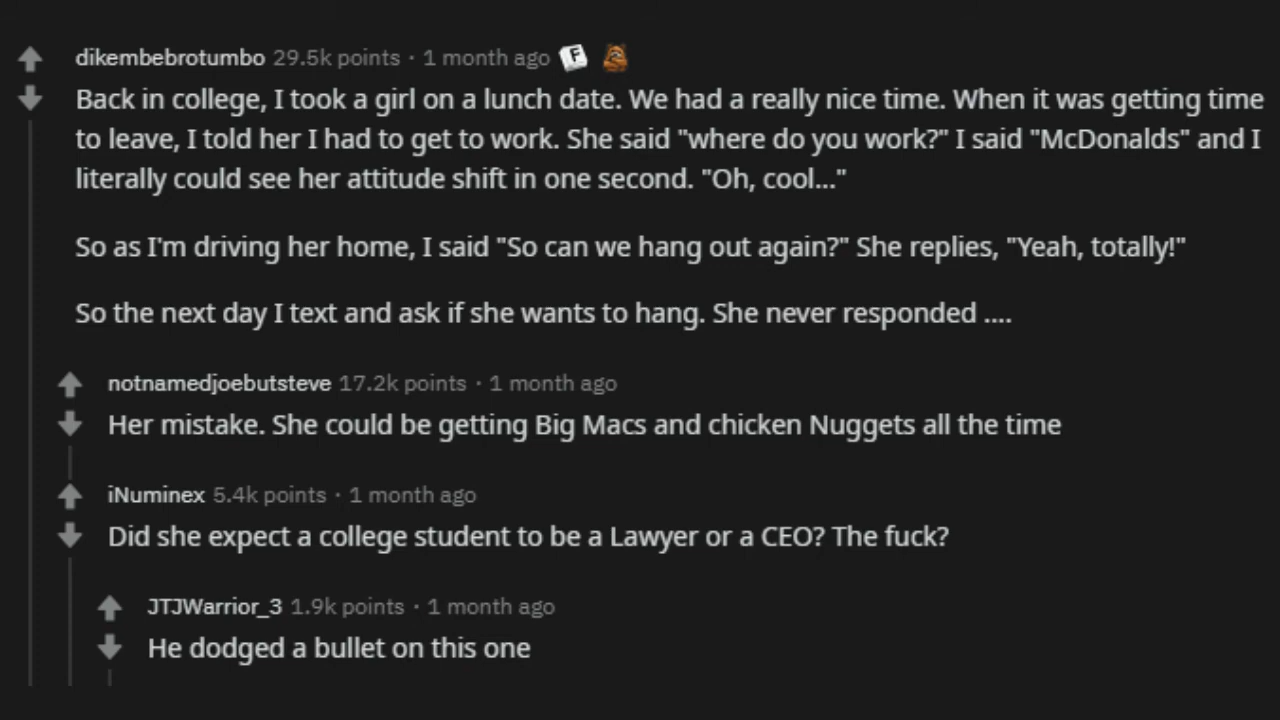 dikembebrotumbo 29.5k points · 1 month ago F
Back in college, I took a girl on a lunch date. We had a really nice time. When it was getting time
to leave, I told her I had to get to work. She said "where do you work?" I said "McDonalds" and I
literally could see her attitude shift in one second. "Oh, cool..."
So as I'm driving her home, I said "So can we hang out again?" She replies, "Yeah, totally!"
So the next day I text and ask if she wants to hang. She never responded ....
notnamedjoebutsteve 17.2k points · 1 month ago
Her mistake. She could be getting Big Macs and chicken Nuggets all the time
iNuminex 5.4k points · 1 month ago
Did she expect a college student to be a Lawyer or a CEO? The fuck?
JTJWarrior_3 1.9k points · 1 month ago
He dodged a bullet on this one